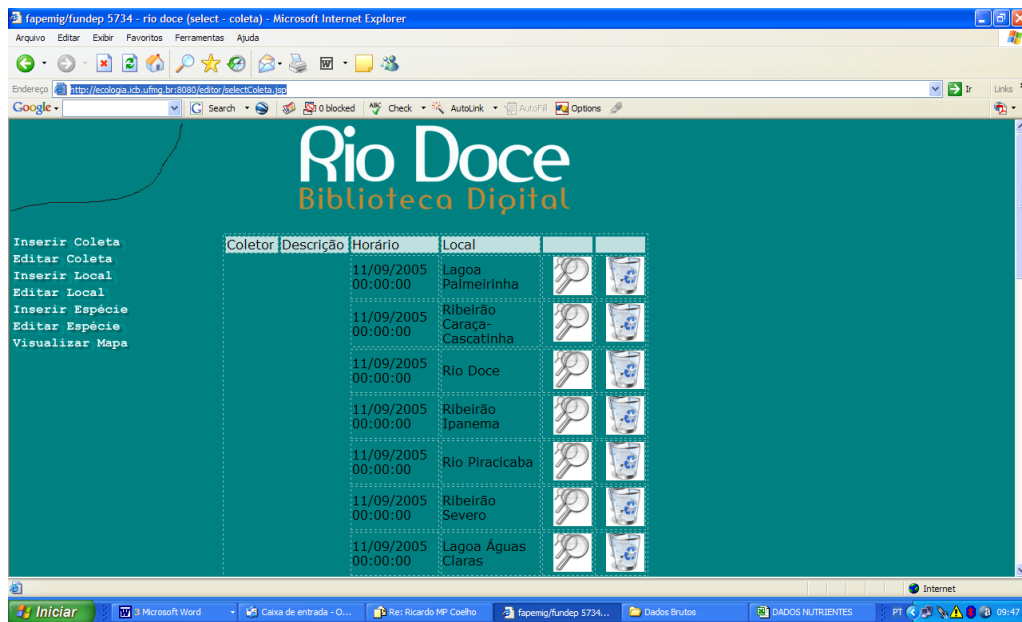 fapemig/fundep 5734 - rio doce (select - coleta) - Microsoft Internet Explorer
Arquivo Editar Exibir Favoritos Ferramentas Ajuda
Endereço http://ecologia.icb.ufmg.br:8080/editor/selectColeta.jsp Ir Links
Google Search 0 blocked Check AutoLink AutoFill Options
Rio Doce
Biblioteca Digital
Inserir Coleta
Editar Coleta
Inserir Local
Editar Local
Inserir Espécie
Editar Espécie
Visualizar Mapa
Coletor Descrição Horário Local
11/09/2005 Lagoa
00:00:00 Palmeirinha
11/09/2005 Ribeirão
00:00:00 Caraça-
Cascatinha
11/09/2005 Rio Doce
00:00:00
11/09/2005 Ribeirão
00:00:00 Ipanema
11/09/2005 Rio Piracicaba
00:00:00
11/09/2005 Ribeirão
00:00:00 Severo
11/09/2005 Lagoa Águas
00:00:00 Claras
Internet
Iniciar 3 Microsoft Word Caixa de entrada - O... Re: Ricardo MP Coelho fapemig/fundep 5734... Dados Brutos DADOS NUTRIENTES PT 09:47